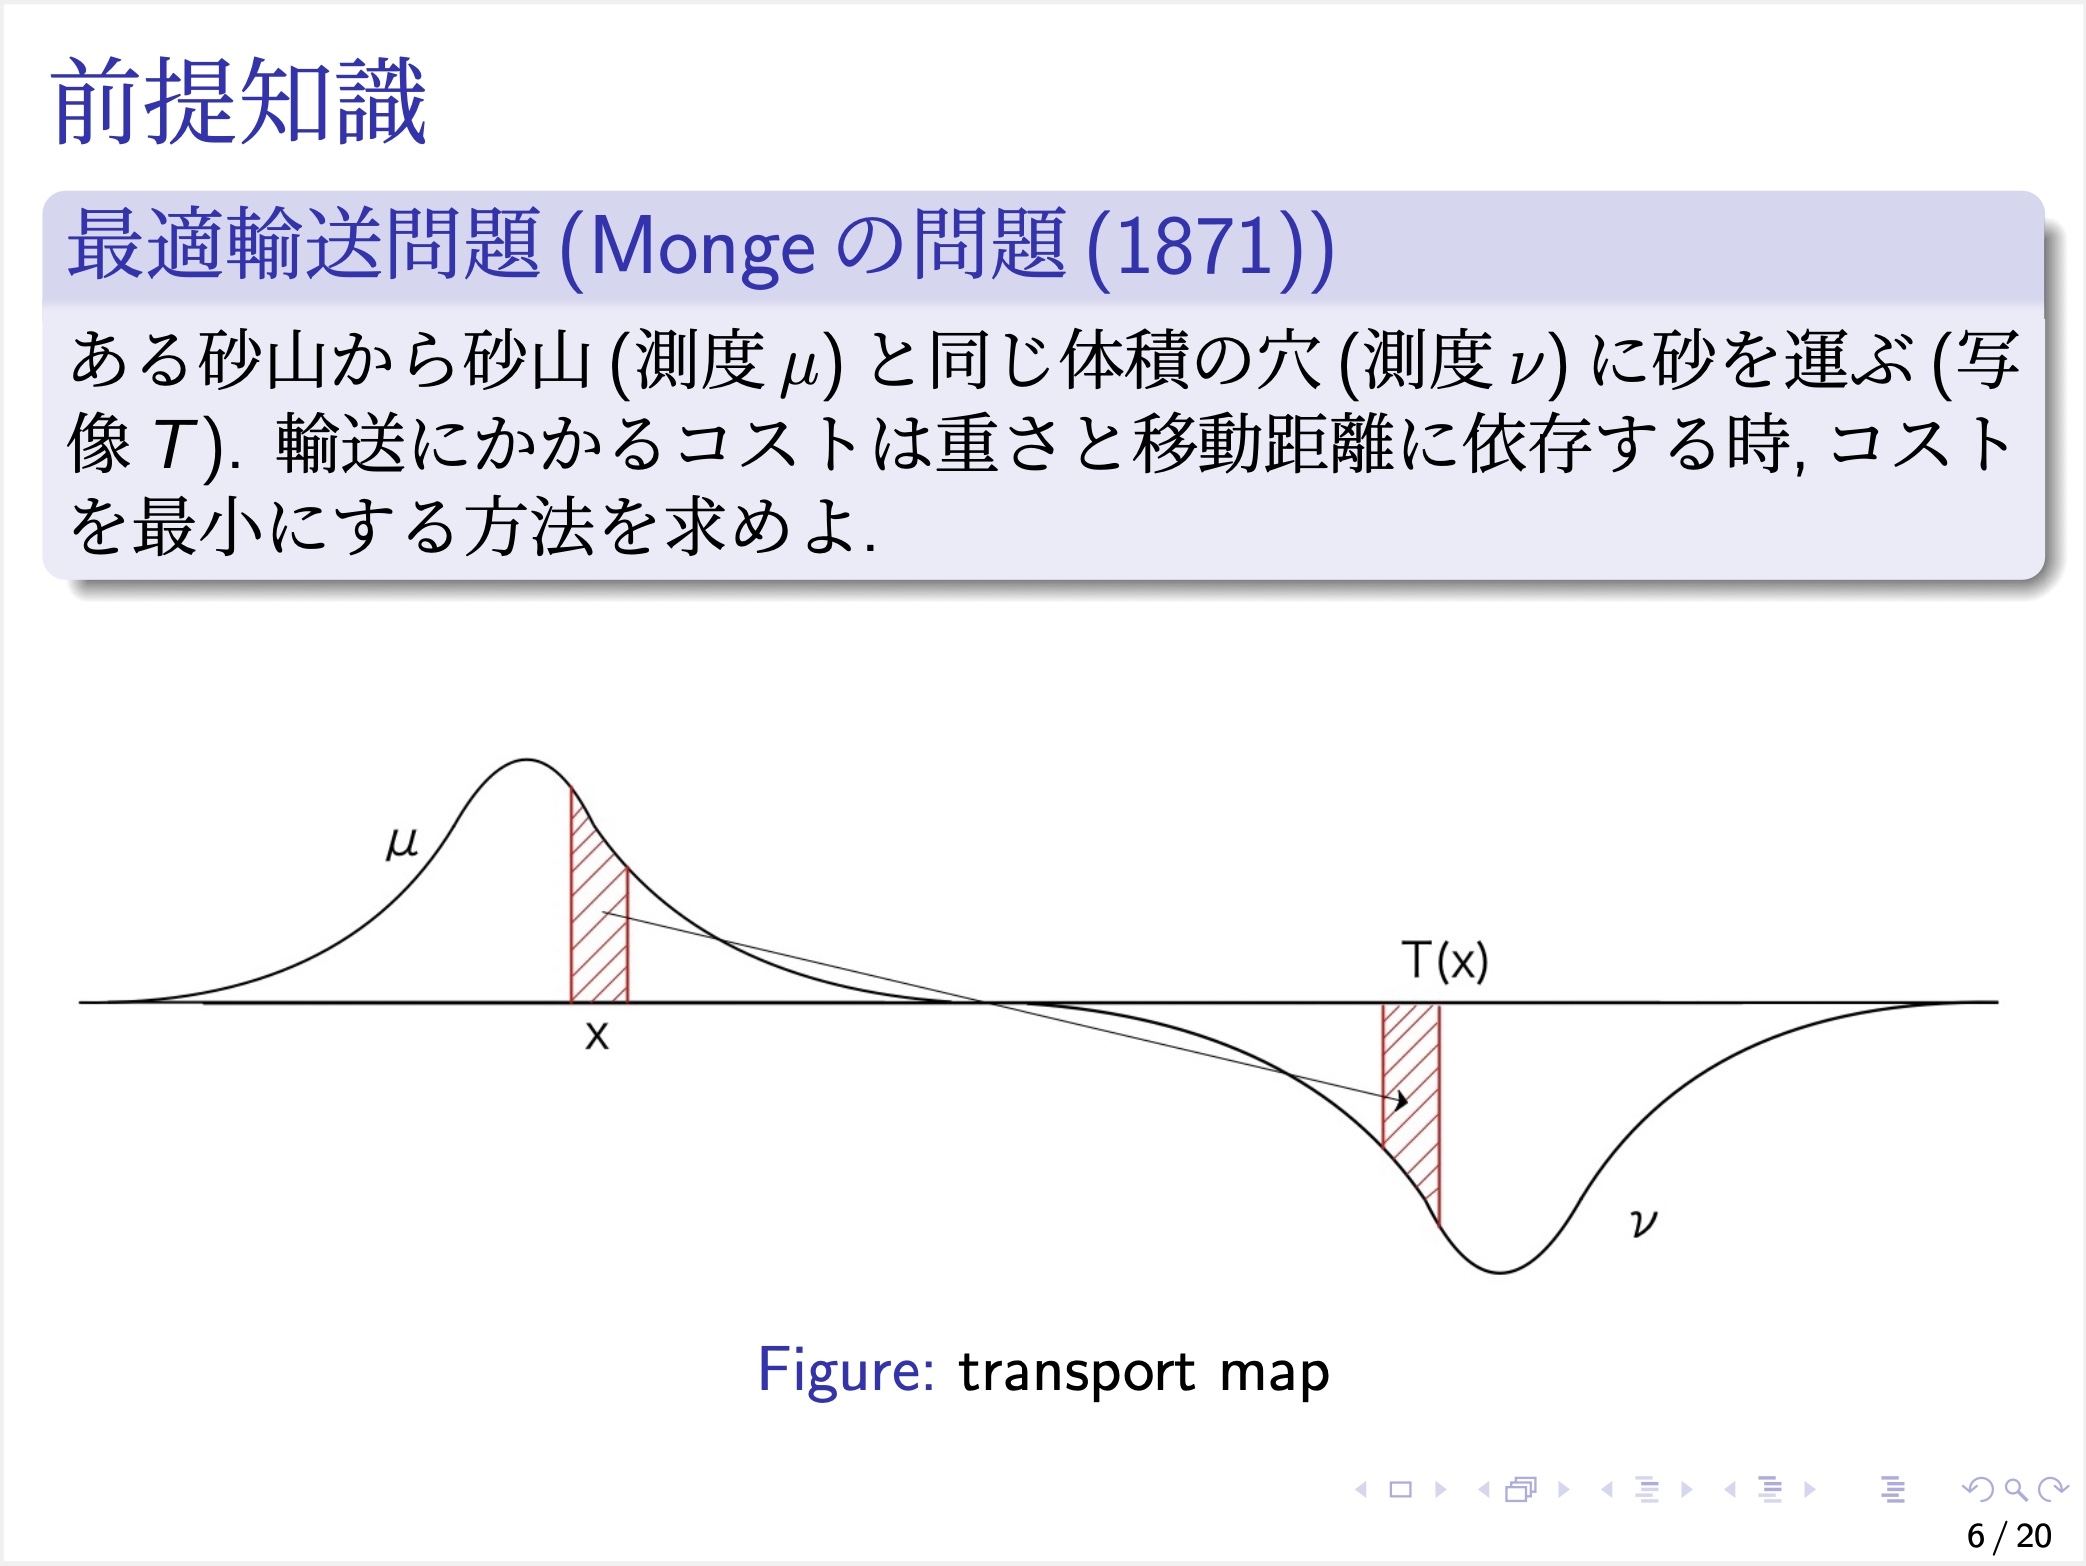 前提知識
最適輸送問題 (Monge の問題 (1871))
ある砂山から砂山 (測度 μ) と同じ体積の穴 (測度 ν) に砂を運ぶ (写
像 T). 輸送にかかるコストは重さと移動距離に依存する時, コスト
を最小にする方法を求めよ.
μ
T(x)
x
ν
Figure: transport map
6 / 20